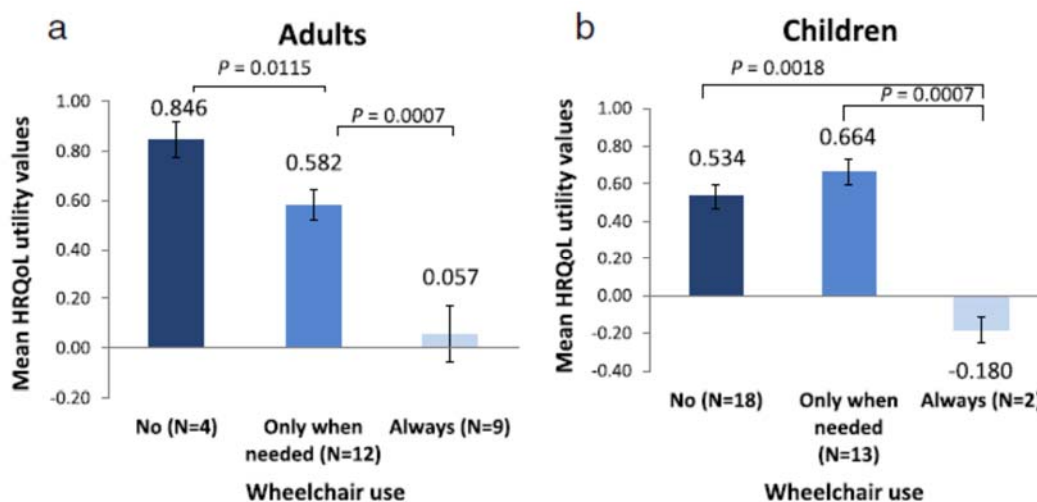 a
Adults
P = 0.0115
P = 0.0007
Mean HRQoL utility values
1.00
0.80
0.60
0.40
0.20
0.00
-0.20
0.846
0.582
0.057
No (N=4)
Only when
needed (N=12)
Always (N=9)
Wheelchair use
b
Children
P = 0.0018
P = 0.0007
Mean HRQoL utility values
1.00
0.80
0.60
0.40
0.20
0.00
-0.20
-0.40
0.534
0.664
-0.180
No (N=18)
Only when
needed
(N=13)
Always (N=2)
Wheelchair use